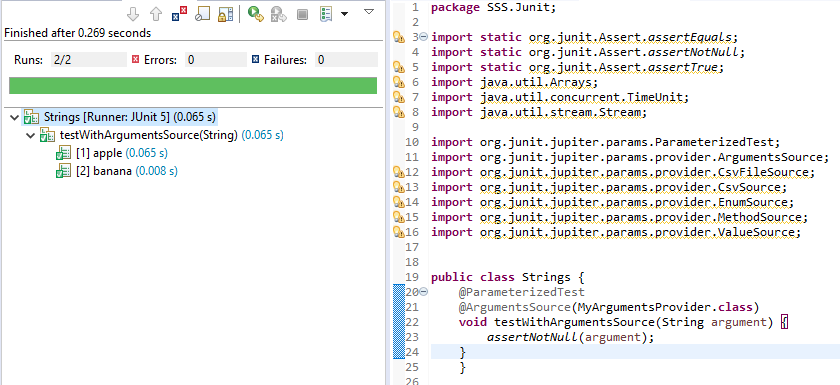 Finished after 0.269 seconds
Runs: 2/2 Errors: 0 Failures: 0
Strings [Runner: JUnit 5] (0.065 s)
testWithArgumentsSource(String) (0.065 s)
[1] apple (0.065 s)
[2] banana (0.008 s)
1 package SSS.Junit;
2
3 import static org.junit.Assert.assertEquals;
4 import static org.junit.Assert.assertNotNull;
5 import static org.junit.Assert.assertTrue;
6 import java.util.Arrays;
7 import java.util.concurrent.TimeUnit;
8 import java.util.stream.Stream;
9
10 import org.junit.jupiter.params.ParameterizedTest;
11 import org.junit.jupiter.params.provider.ArgumentsSource;
12 import org.junit.jupiter.params.provider.CsvFileSource;
13 import org.junit.jupiter.params.provider.CsvSource;
14 import org.junit.jupiter.params.provider.EnumSource;
15 import org.junit.jupiter.params.provider.MethodSource;
16 import org.junit.jupiter.params.provider.ValueSource;
17
18
19 public class Strings {
20 @ParameterizedTest
21 @ArgumentsSource(MyArgumentsProvider.class)
22 void testWithArgumentsSource(String argument) {
23 assertNotNull(argument);
24 }
25 }
26